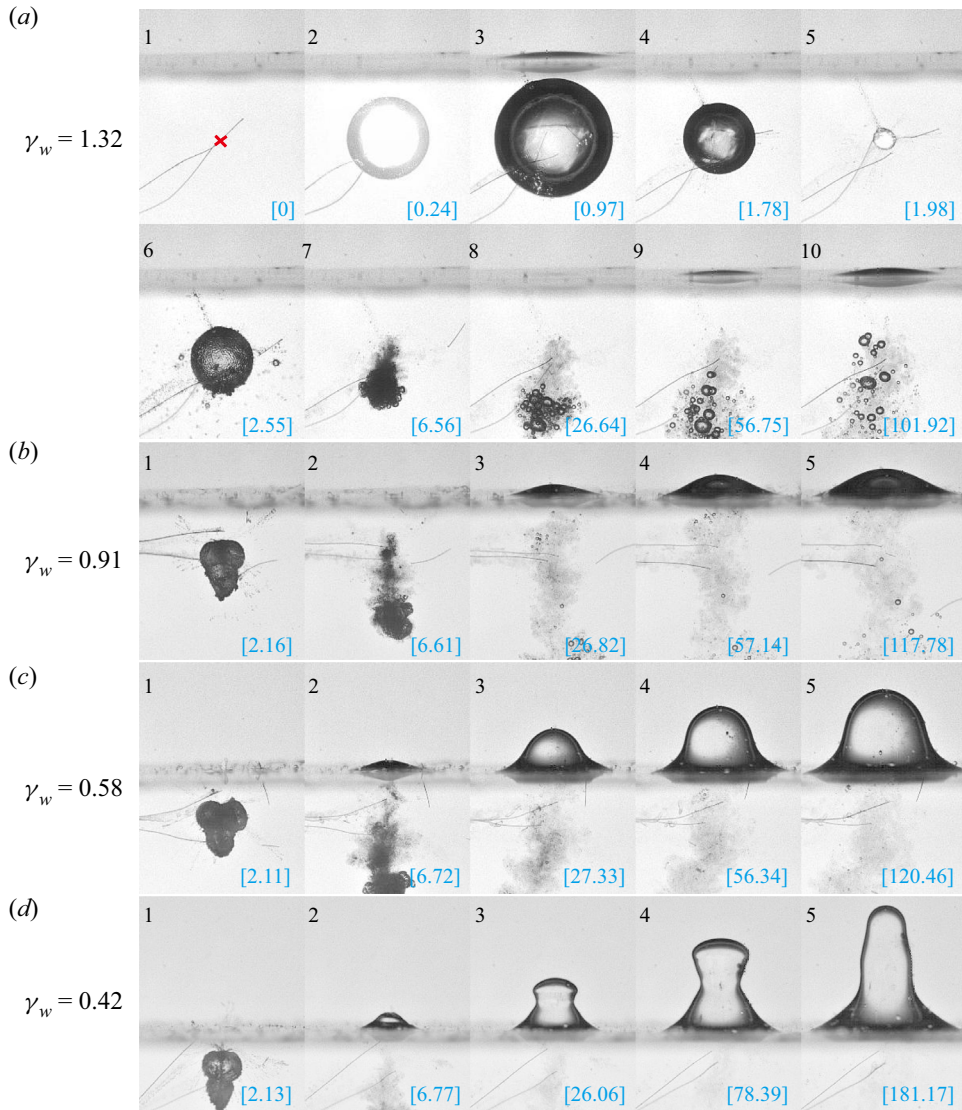 (a)
1 2 3 4 5
γw = 1.32
[0] [0.24] [0.97] [1.78] [1.98]
6 7 8 9 10
[2.55] [6.56] [26.64] [56.75] [101.92]
(b)
1 2 3 4 5
γw = 0.91
[2.16] [6.61] [26.82] [57.14] [117.78]
(c)
1 2 3 4 5
γw = 0.58
[2.11] [6.72] [27.33] [56.34] [120.46]
(d)
1 2 3 4 5
γw = 0.42
[2.13] [6.77] [26.06] [78.39] [181.17]